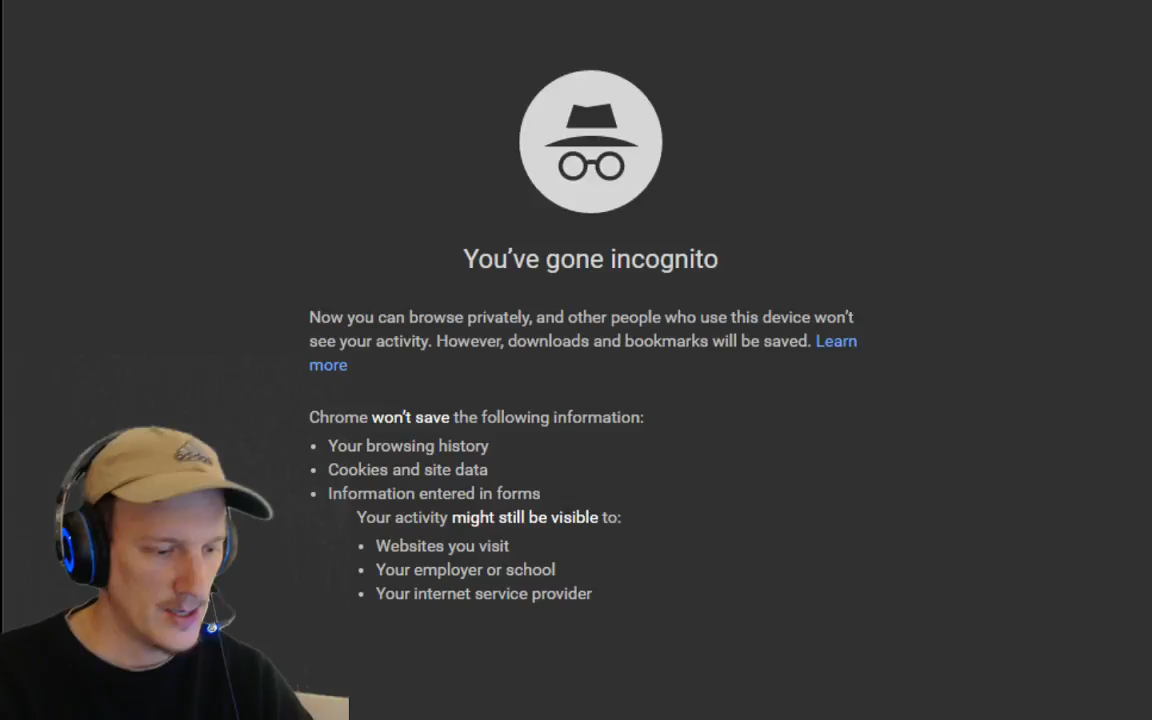 You've gone incognito
Now you can browse privately, and other people who use this device won't
see your activity. However, downloads and bookmarks will be saved. Learn
more
Chrome won't save the following information:
• Your browsing history
• Cookies and site data
• Information entered in forms
Your activity might still be visible to:
• Websites you visit
• Your employer or school
• Your internet service provider